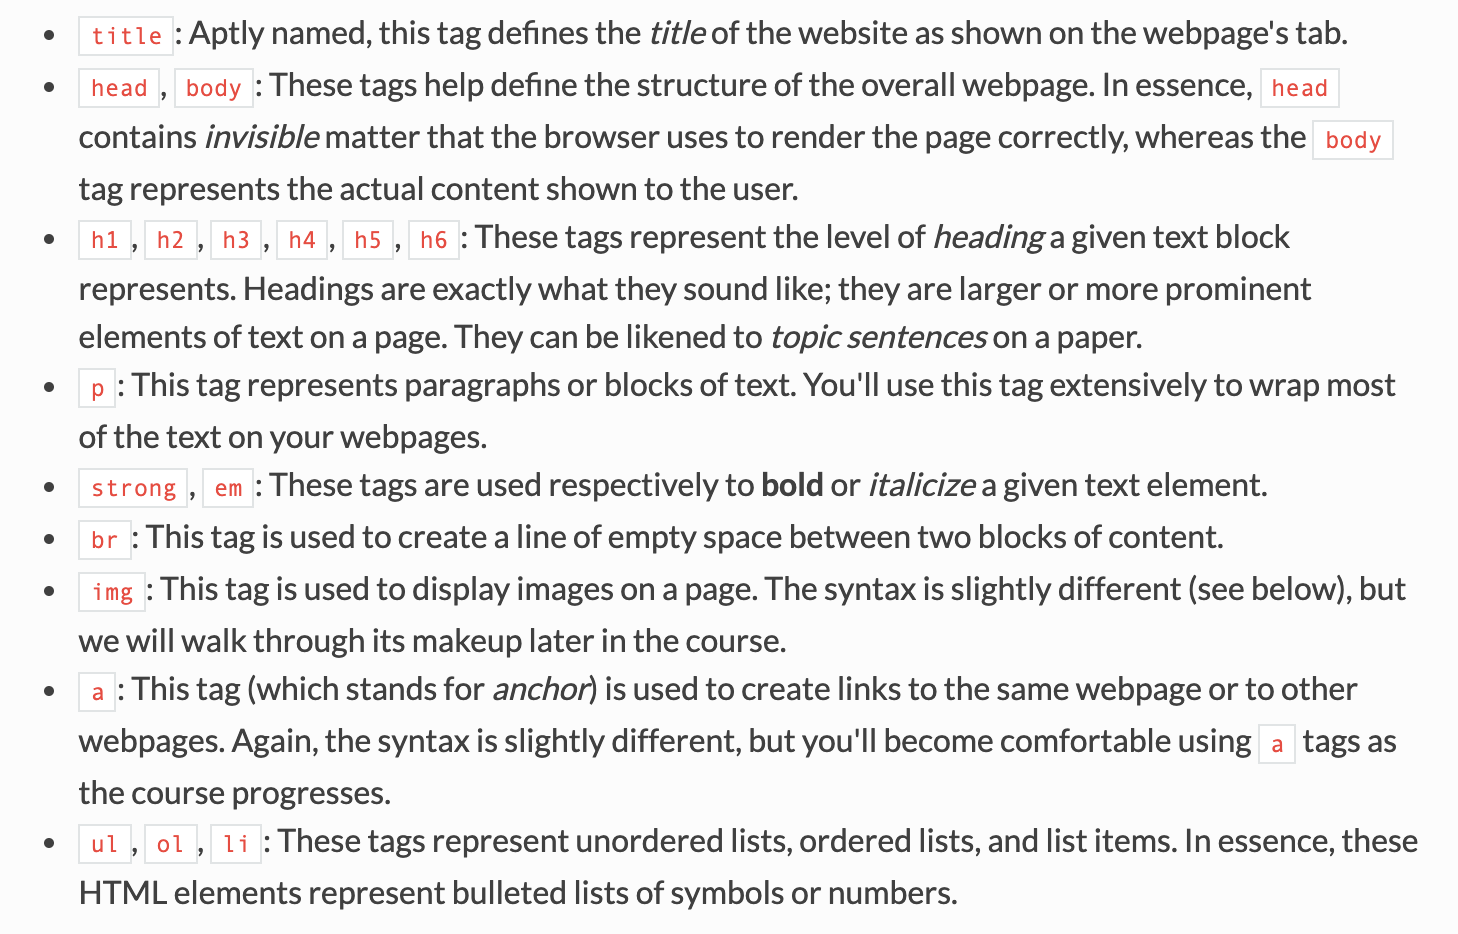 title: Aptly named, this tag defines the title of the website as shown on the webpage's tab.
head, body: These tags help define the structure of the overall webpage. In essence, head
contains invisible matter that the browser uses to render the page correctly, whereas the body
tag represents the actual content shown to the user.
h1, h2, h3, h4, h5, h6: These tags represent the level of heading a given text block
represents. Headings are exactly what they sound like; they are larger or more prominent
elements of text on a page. They can be likened to topic sentences on a paper.
p: This tag represents paragraphs or blocks of text. You'll use this tag extensively to wrap most
of the text on your webpages.
strong, em: These tags are used respectively to bold or italicize a given text element.
br: This tag is used to create a line of empty space between two blocks of content.
img: This tag is used to display images on a page. The syntax is slightly different (see below), but
we will walk through its makeup later in the course.
a: This tag (which stands for anchor) is used to create links to the same webpage or to other
webpages. Again, the syntax is slightly different, but you'll become comfortable using a tags as
the course progresses.
ul, ol, li: These tags represent unordered lists, ordered lists, and list items. In essence, these
HTML elements represent bulleted lists of symbols or numbers.